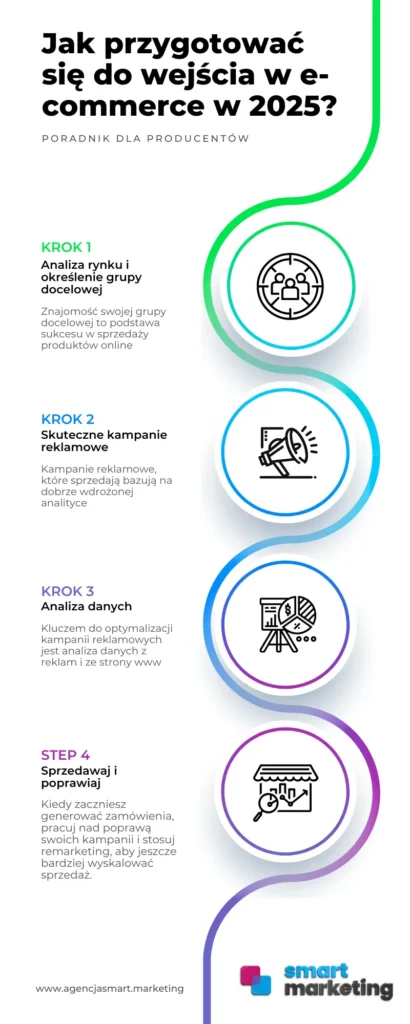 Jak przygotować
się do wejścia w e-
commerce w 2025?
PORADNIK DLA PRODUCENTÓW
KROK 1
Analiza rynku i
określenie grupy
docelowej
Znajomość swojej grupy
docelowej to podstawa
sukcesu w sprzedaży
produktów online
KROK 2
Skuteczne kampanie
reklamowe
Kampanie reklamowe,
które sprzedają bazują na
dobrze wdrożonej
analityce
KROK 3
Analiza danych
Kluczem do optymalizacji
kampanii reklamowych
jest analiza danych z
reklam i ze strony www
STEP 4
Sprzedawaj i
poprawiaj
Kiedy zaczniesz
generować zamówienia,
pracuj nad poprawą
swoich kampanii i stosuj
remarketing, aby jeszcze
bardziej wyskalować
sprzedaż.
www.agencjasmart.marketing
smart
marketing